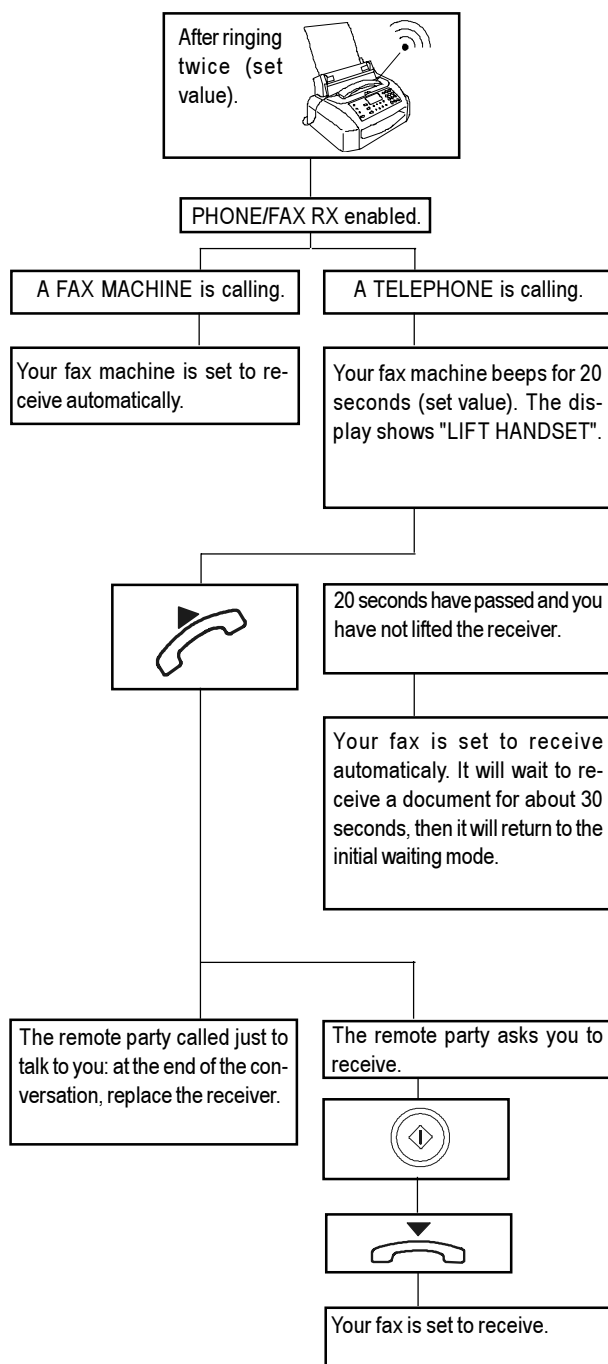 After ringing
twice (set
value).
PHONE/FAX RX enabled.
A FAX MACHINE is calling.
A TELEPHONE is calling.
Your fax machine is set to re-
ceive automatically.
Your fax machine beeps for 20
seconds (set value). The dis-
play shows "LIFT HANDSET".
20 seconds have passed and you
have not lifted the receiver.
Your fax is set to receive
automaticaly. It will wait to re-
ceive a document for about 30
seconds, then it will return to the
initial waiting mode.
The remote party called just to
talk to you: at the end of the con-
versation, replace the receiver.
The remote party asks you to
receive.
Your fax is set to receive.